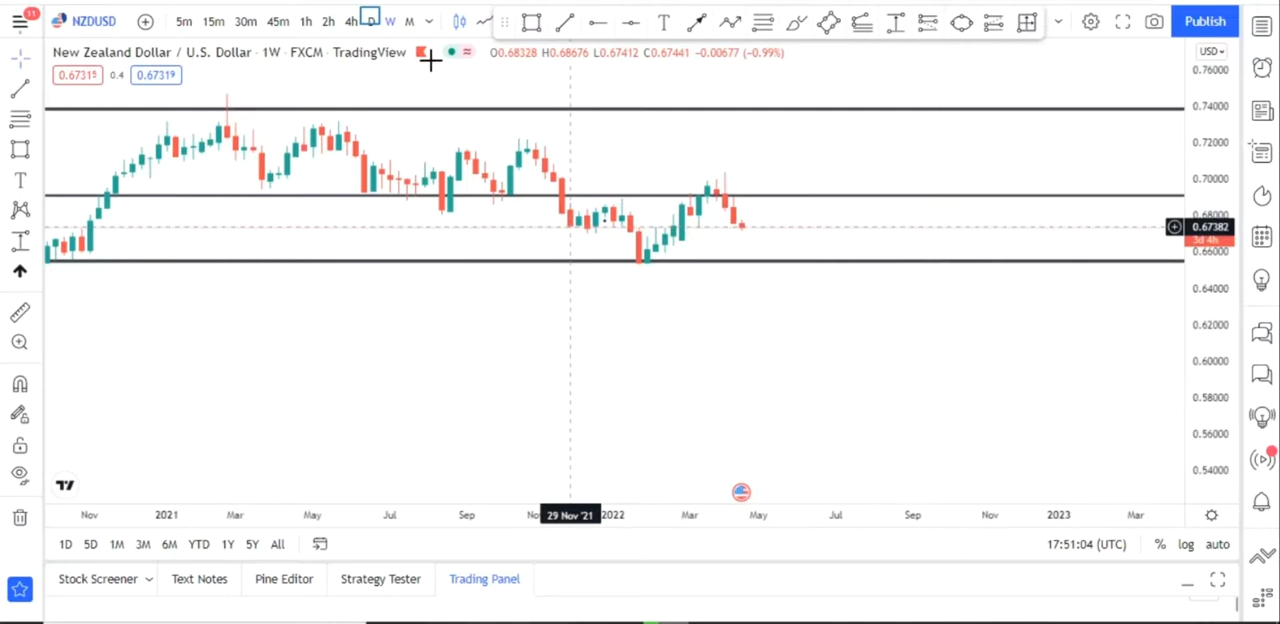 11
NZDUSD
5m 15m 30m 45m 1h 2h 4h D W M
T
Publish
New Zealand Dollar / U.S. Dollar · 1W · FXCM · TradingView
O0.68328 H0.68676 L0.67412 C0.67441 −0.00677 (−0.99%)
USD
0.67315 0.4 0.67319
0.76000
0.74000
0.72000
0.70000
0.68000
0.67382
3d 4h
0.66000
0.64000
0.62000
0.60000
0.58000
0.56000
0.54000
T
Nov 2021 Mar May Jul Sep 29 Nov '21 2022 Mar May Jul Sep Nov 2023 Mar
1D 5D 1M 3M 6M YTD 1Y 5Y All
17:51:04 (UTC) % log auto
Stock Screener Text Notes Pine Editor Strategy Tester Trading Panel